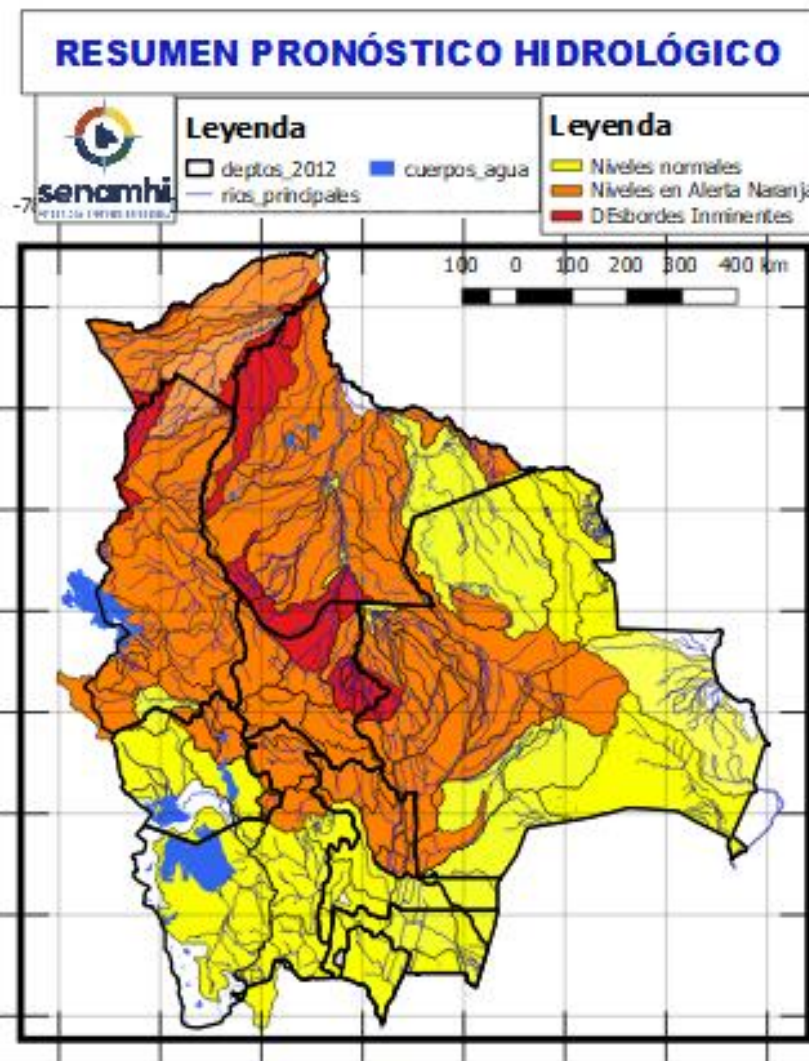 RESUMEN PRONÓSTICO HIDROLÓGICO
senamhi
Leyenda
deptos_2012
cuerpos_agua
rios_principales
Leyenda
Niveles normales
Niveles en Alerta Naranja
DEsbordes Inminentes
100 0 100 200 300 400 km